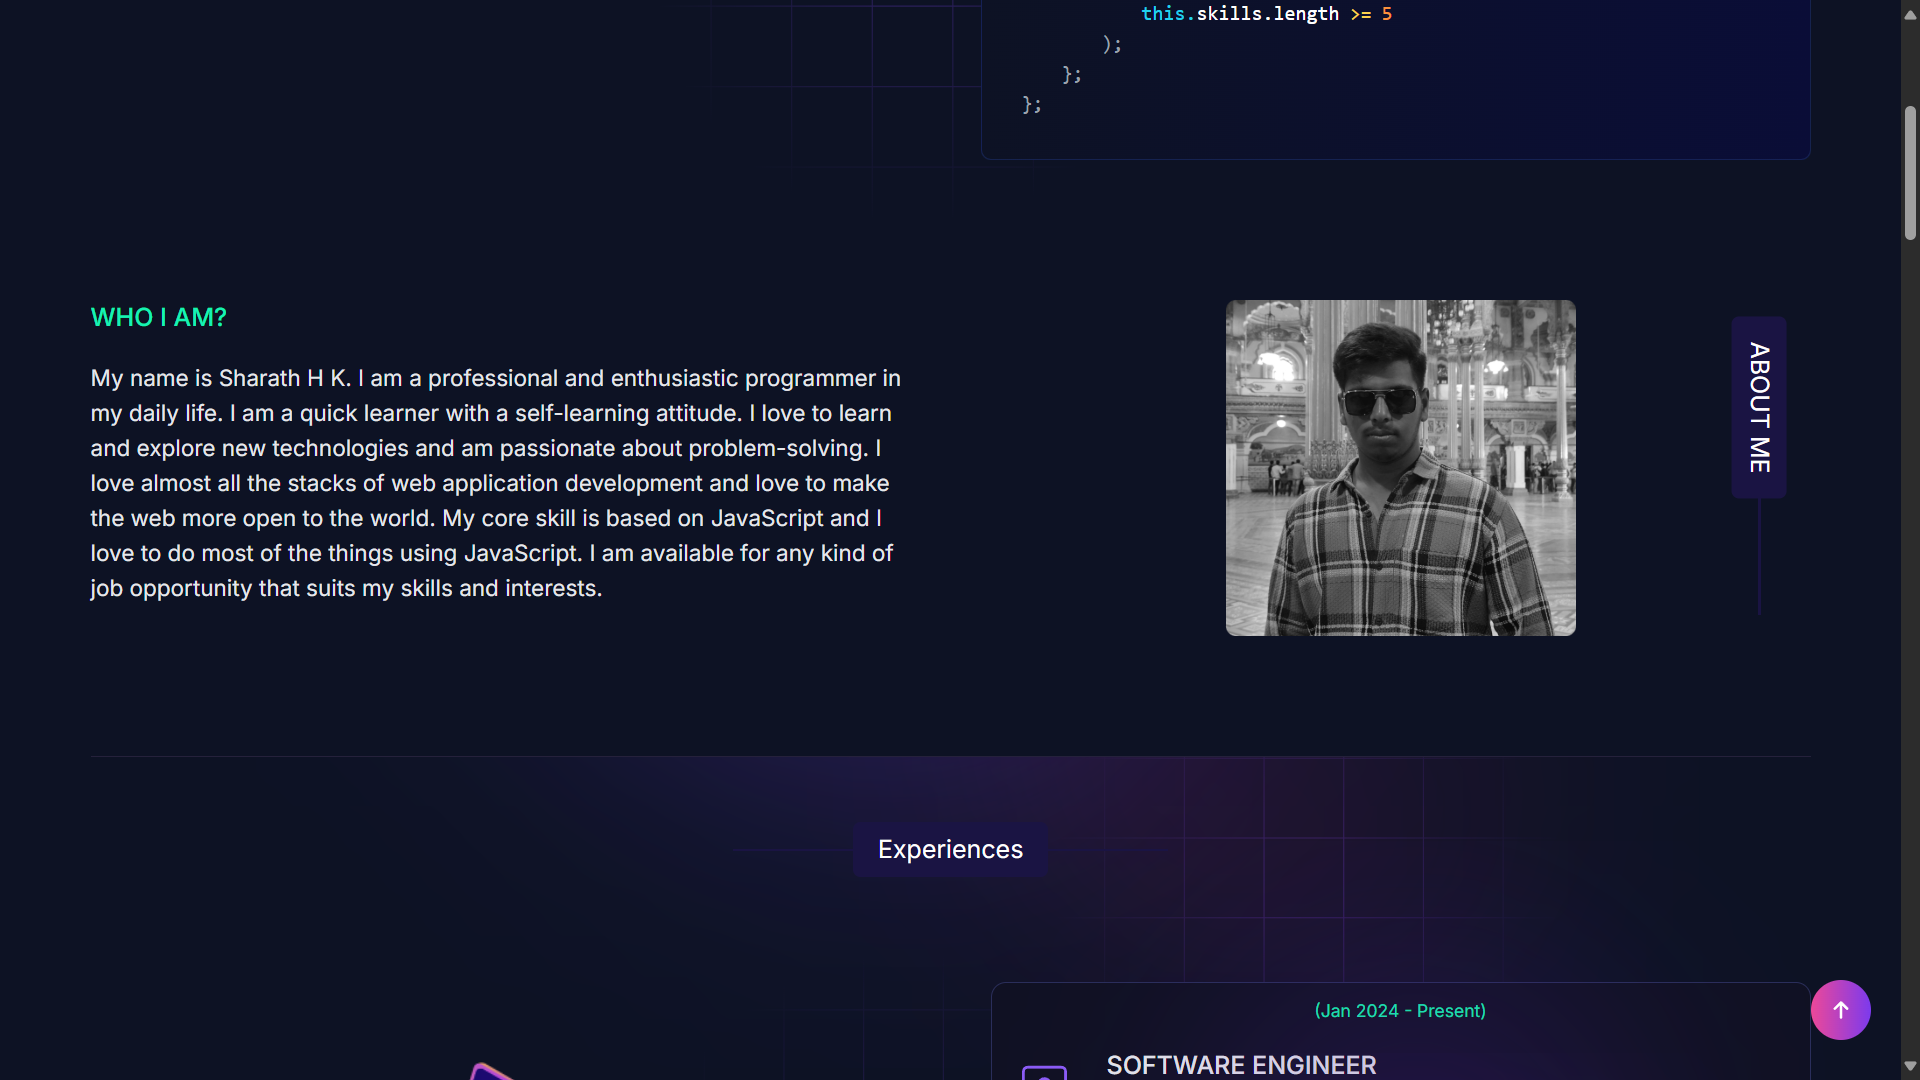 this.skills.length >= 5
);
};
};
WHO I AM?
My name is Sharath H K. I am a professional and enthusiastic programmer in
my daily life. I am a quick learner with a self-learning attitude. I love to learn
and explore new technologies and am passionate about problem-solving. I
love almost all the stacks of web application development and love to make
the web more open to the world. My core skill is based on JavaScript and I
love to do most of the things using JavaScript. I am available for any kind of
job opportunity that suits my skills and interests.
ABOUT ME
Experiences
(Jan 2024 - Present)
SOFTWARE ENGINEER